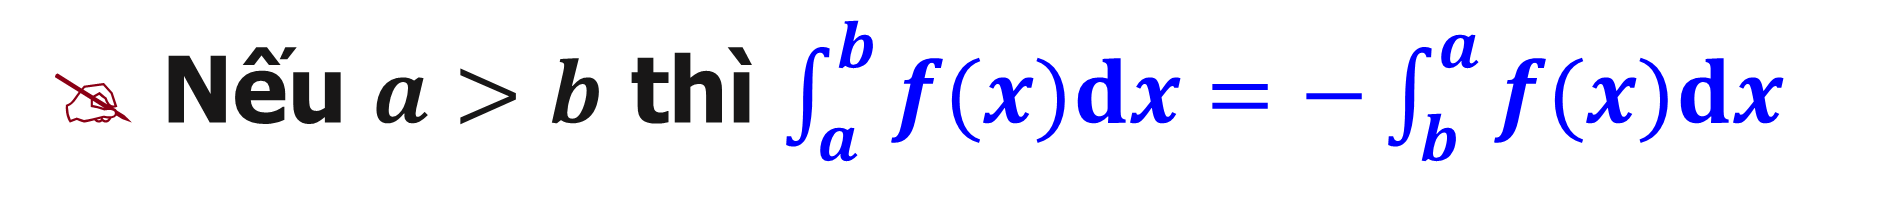 Nếu a > b thì ∫_a^b f(x)dx = − ∫_b^a f(x)dx